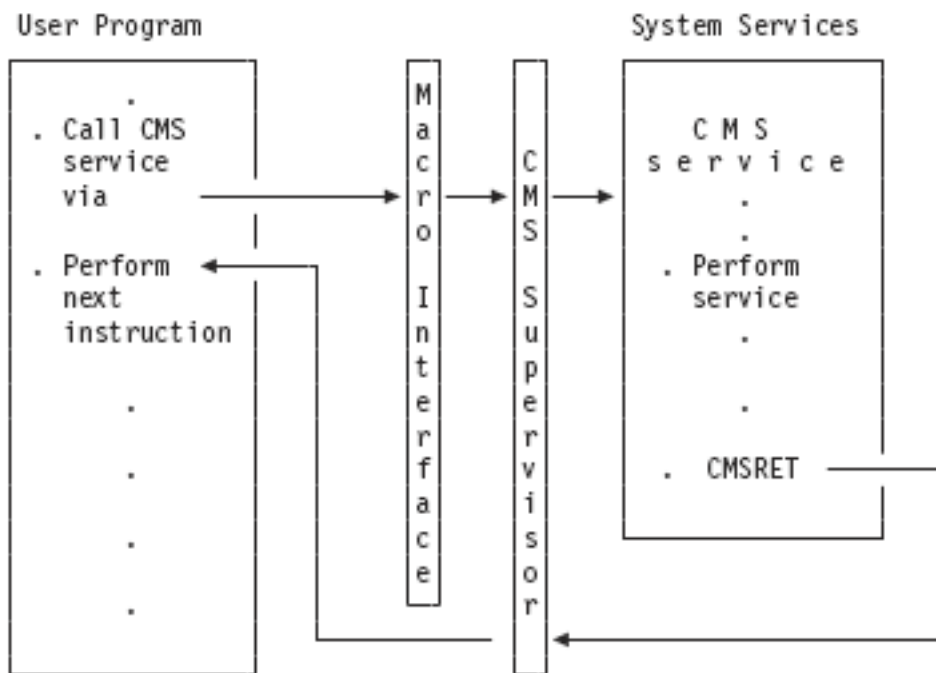 User Program
System Services
. Call CMS
service
via
. Perform
next
instruction
Macro Interface
CMS Supervisor
C M S
s e r v i c e
. Perform
service
. CMSRET